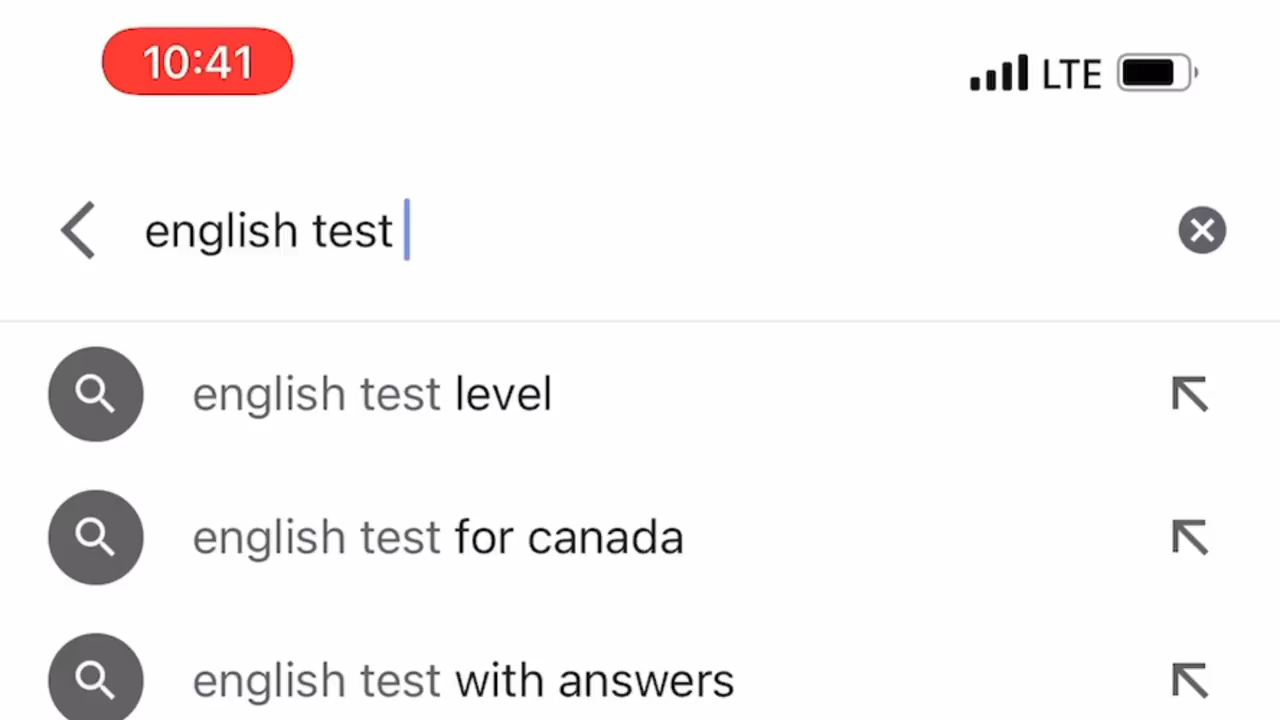 10:41
LTE
english test
english test level
english test for canada
english test with answers